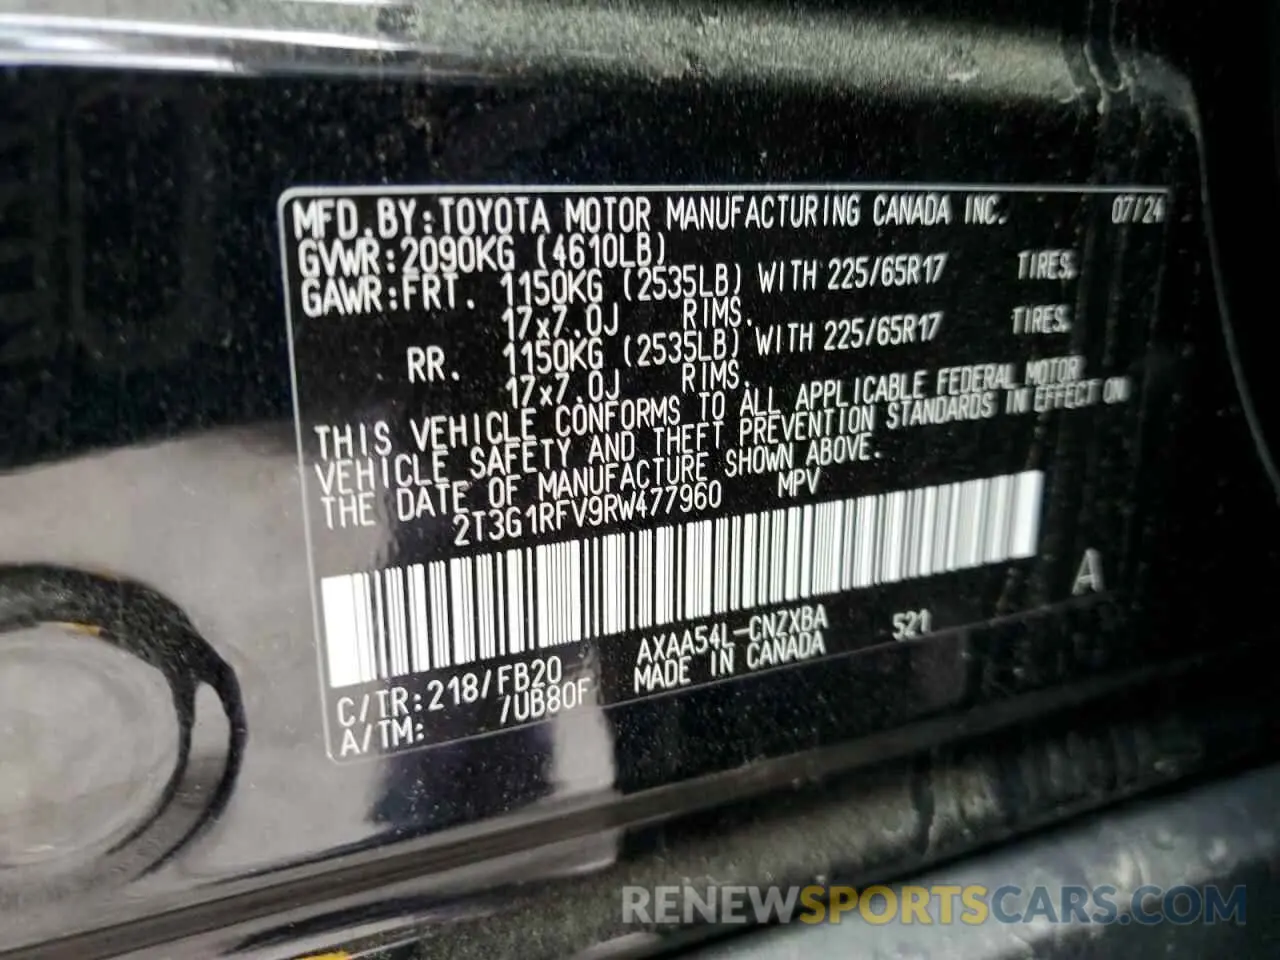 MFD.BY:TOYOTA MOTOR MANUFACTURING CANADA INC. 07/24
GVWR:2090KG (4610LB)
GAWR:FRT. 1150KG (2535LB) WITH 225/65R17 TIRES.
17x7.0J RIMS.
RR. 1150KG (2535LB) WITH 225/65R17 TIRES.
17x7.0J RIMS.
THIS VEHICLE CONFORMS TO ALL APPLICABLE FEDERAL MOTOR
VEHICLE SAFETY AND THEFT PREVENTION STANDARDS IN EFFECT ON
THE DATE OF MANUFACTURE SHOWN ABOVE.
2T3G1RFV9RW477960 MPV
A
C/TR:218/FB20 AXAA54L-CNZXBA 521
A/TM: /UB80F MADE IN CANADA
RENEWSPORTSCARS.COM